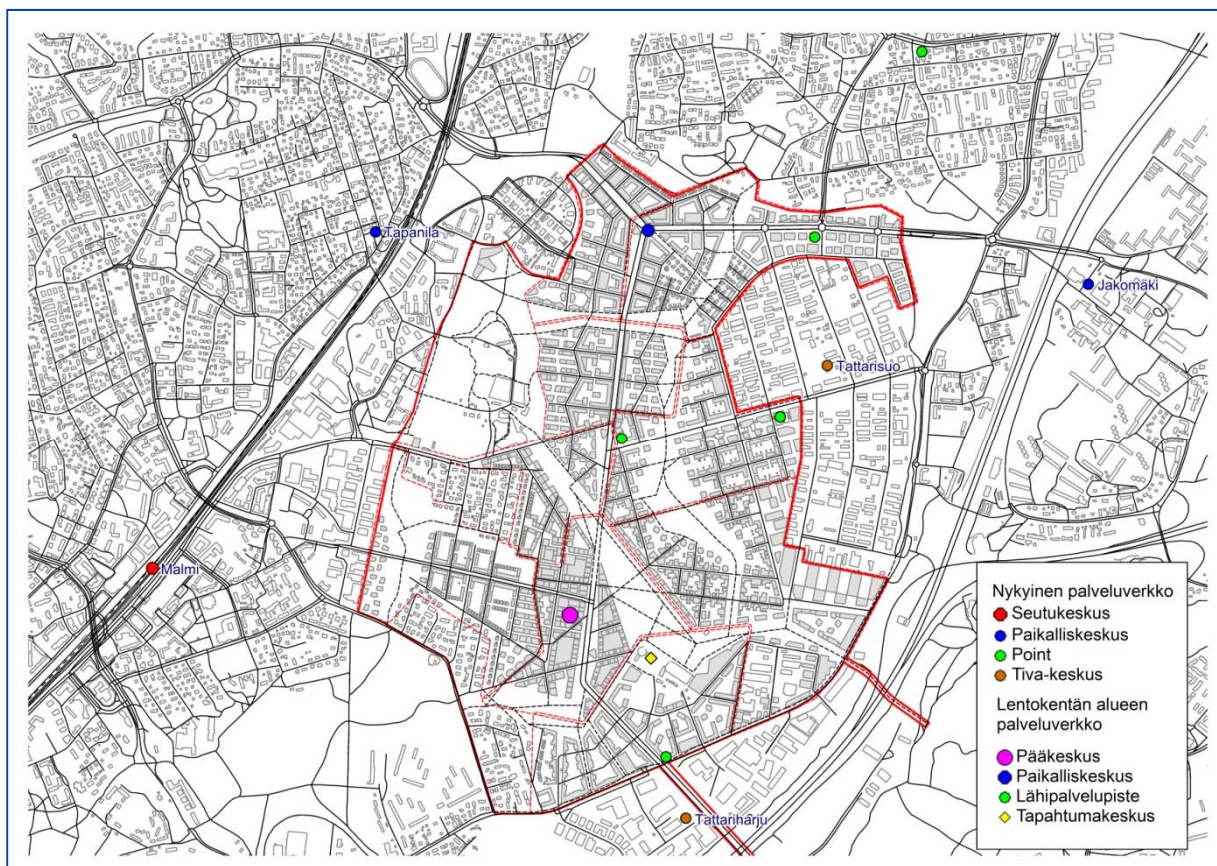 Tapanila
Jakomäki
Tattarisuo
Malmi
Tattariharju
Nykyinen palveluverkko
Seutukeskus
Paikalliskeskus
Point
Tiva-keskus
Lentokentän alueen
palveluverkko
Pääkeskus
Paikalliskeskus
Lähipalvelupiste
Tapahtumakeskus